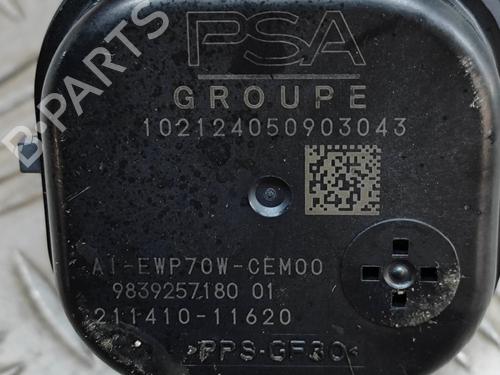 PSA
GROUPE
102124050903043
A1-EWP70W-CEM00
9839257180 01
211410-11620
>PPS-GF30<
B-Parts